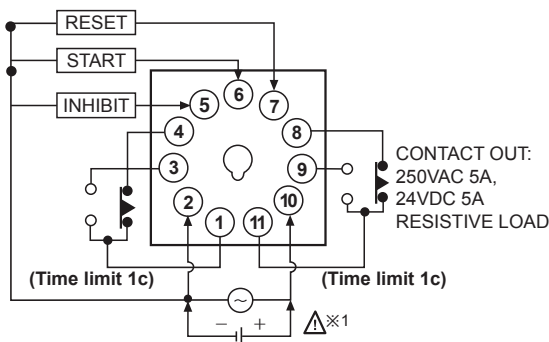 RESET
START
INHIBIT
6
5
7
4
8
3
9
2
10
1
11
CONTACT OUT:
250VAC 5A,
24VDC 5A
RESISTIVE LOAD
(Time limit 1c)
(Time limit 1c)
~
− +
⚠※1